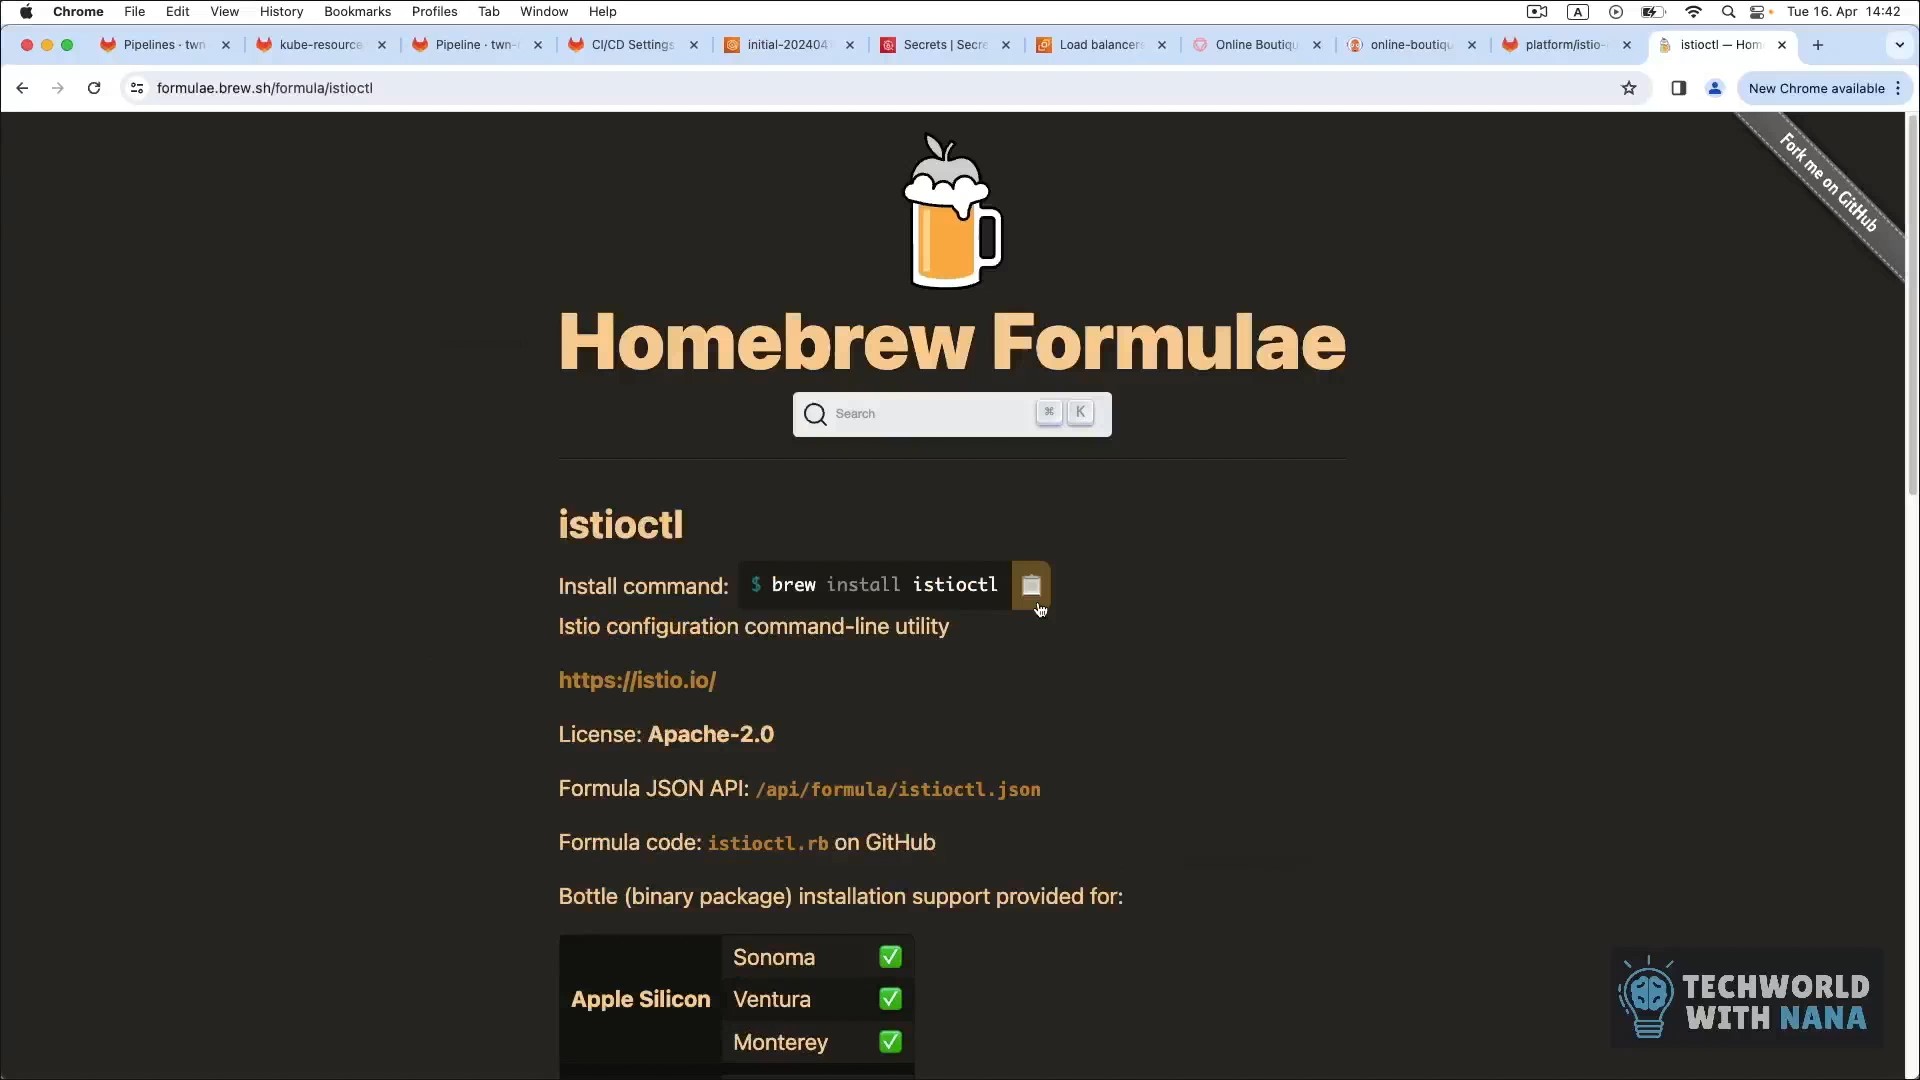 Chrome File Edit View History Bookmarks Profiles Tab Window Help A Tue 16. Apr 14:42
Pipelines · twn kube-resource Pipeline · twn- CI/CD Settings initial-202404 Secrets | Secre Load balancers Online Boutiqu online-boutiqu platform/istio- istioctl — Hom
formulae.brew.sh/formula/istioctl New Chrome available
Fork me on GitHub
Homebrew Formulae
Search ⌘ K
istioctl
Install command: $ brew install istioctl
Istio configuration command-line utility
https://istio.io/
License: Apache-2.0
Formula JSON API: /api/formula/istioctl.json
Formula code: istioctl.rb on GitHub
Bottle (binary package) installation support provided for:
Apple Silicon
Sonoma ✅
Ventura ✅
Monterey ✅
TECHWORLD
WITH NANA